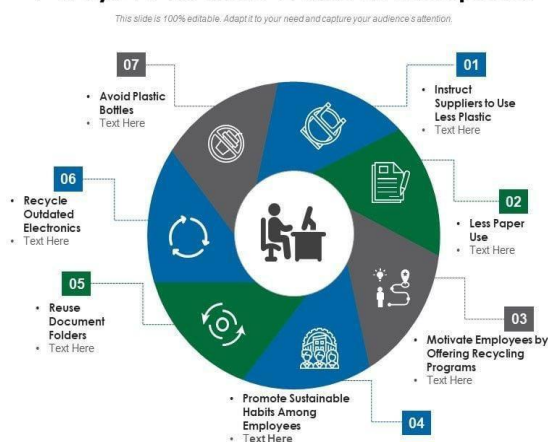 This slide is 100% editable. Adapt it to your need and capture your audience's attention.
01
• Instruct
Suppliers to Use
Less Plastic
• Text Here
02
• Less Paper
Use
• Text Here
03
• Motivate Employees by
Offering Recycling
Programs
• Text Here
04
• Promote Sustainable
Habits Among
Employees
• Text Here
05
• Reuse
Document
Folders
• Text Here
06
• Recycle
Outdated
Electronics
• Text Here
07
• Avoid Plastic
Bottles
• Text Here